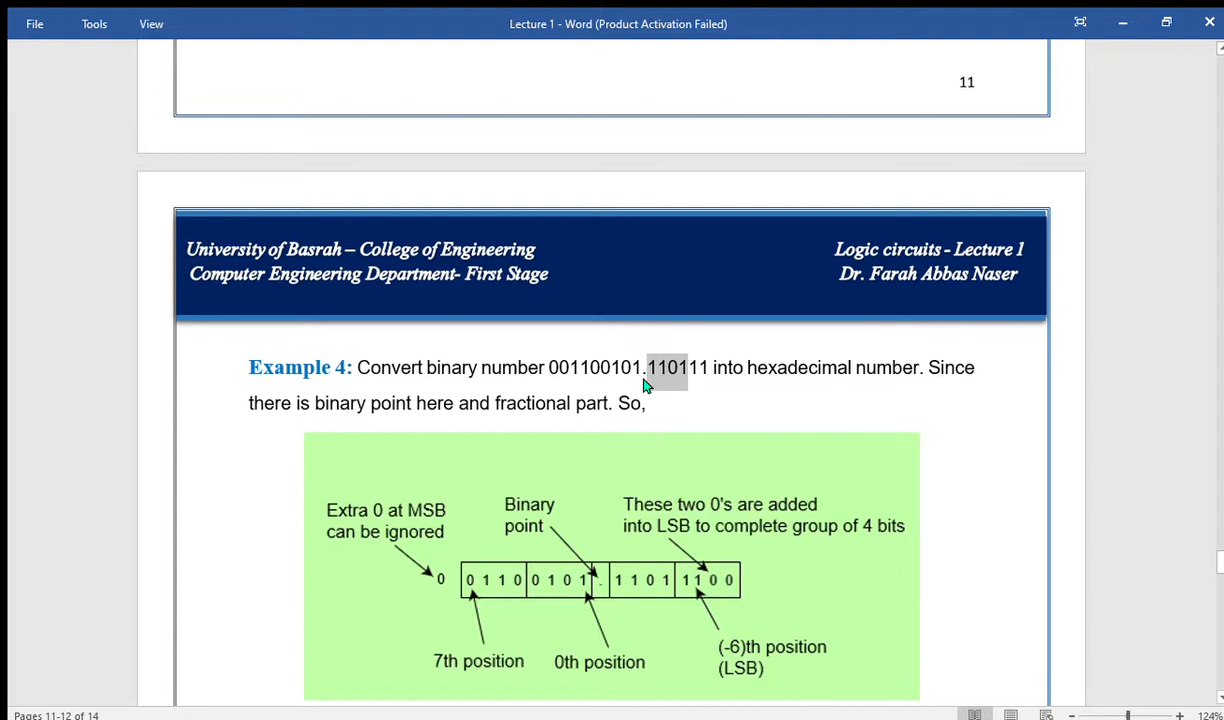 File Tools View Lecture 1 - Word (Product Activation Failed)
11
University of Basrah – College of Engineering Logic circuits - Lecture 1
Computer Engineering Department- First Stage Dr. Farah Abbas Naser
Example 4: Convert binary number 001100101.110111 into hexadecimal number. Since
there is binary point here and fractional part. So,
Extra 0 at MSB
can be ignored
Binary
point
These two 0's are added
into LSB to complete group of 4 bits
0 0 1 1 0 0 1 0 1 . 1 1 0 1 1 1 0 0
7th position
0th position
(-6)th position
(LSB)
Pages 11-12 of 14 124%